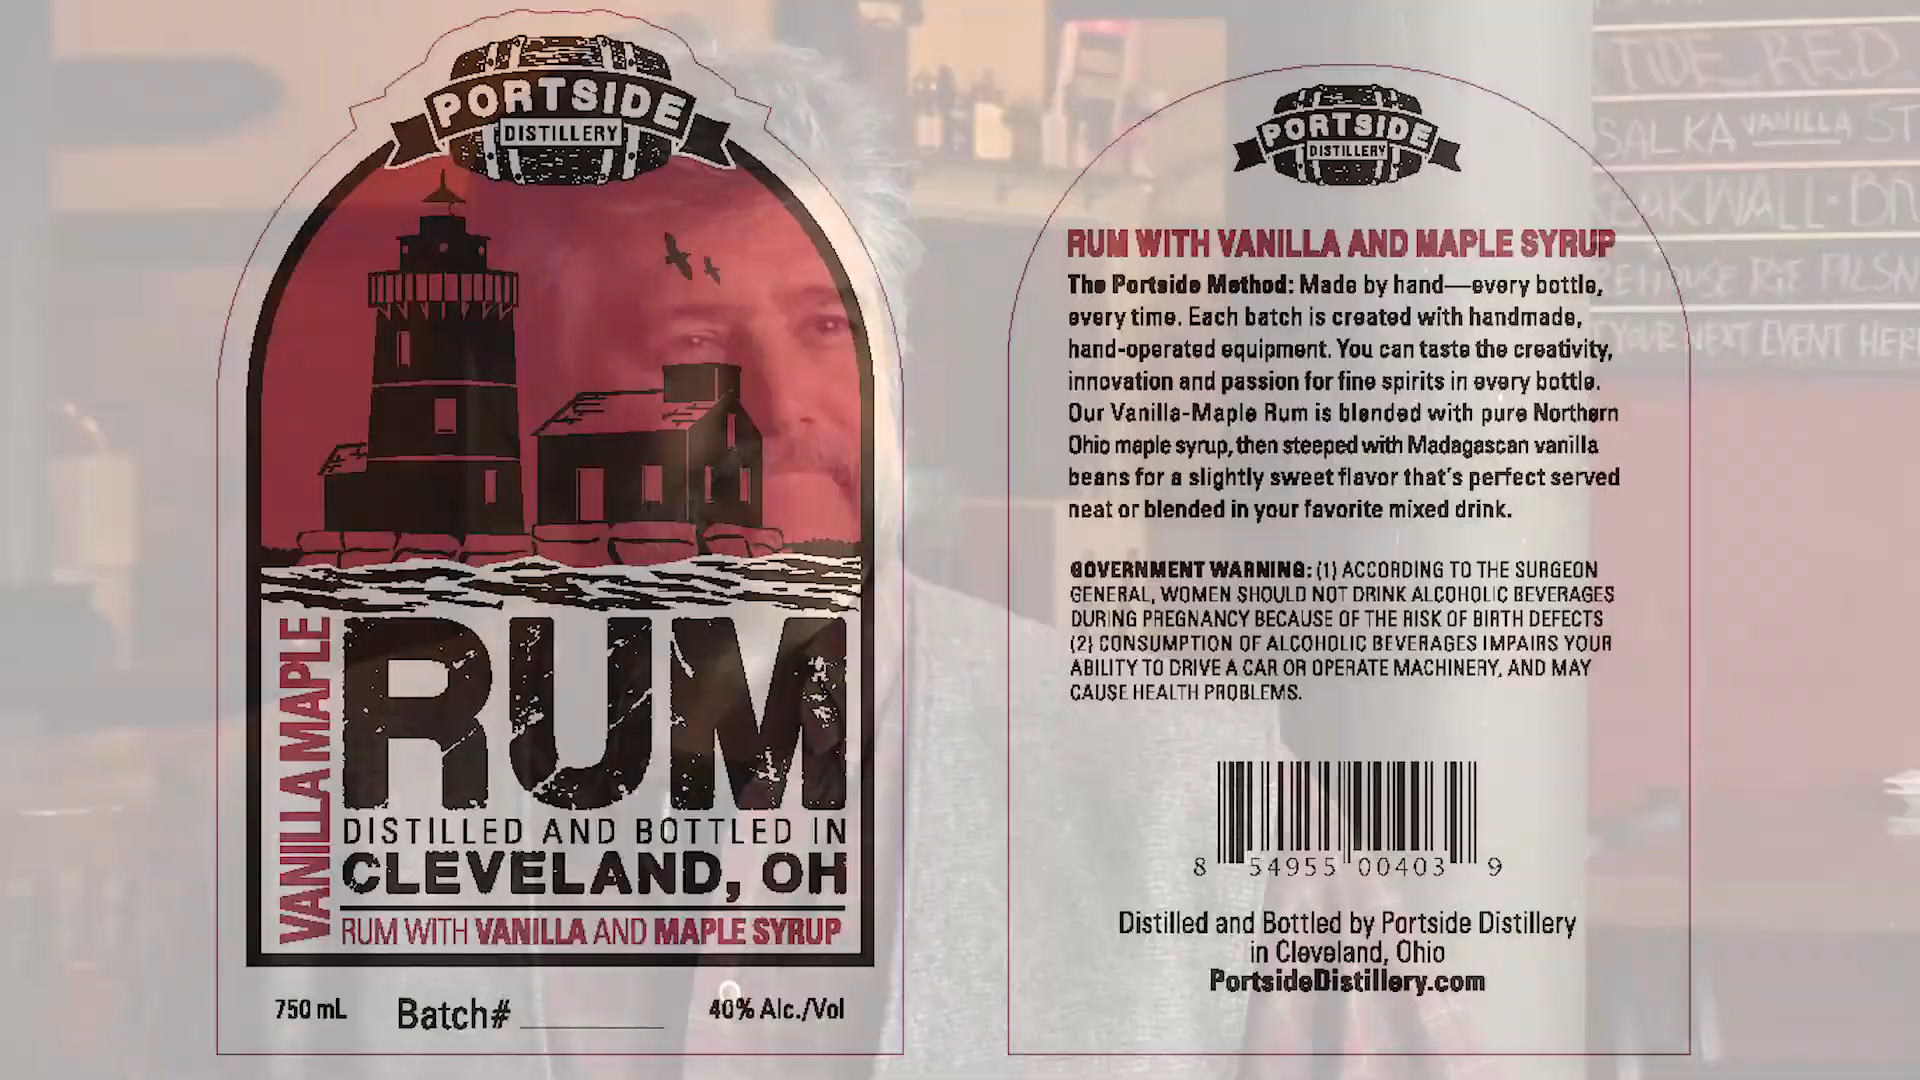 PORTSIDE
DISTILLERY
VANILLA MAPLE
RUM
DISTILLED AND BOTTLED IN
CLEVELAND, OH
RUM WITH VANILLA AND MAPLE SYRUP
750 mL
Batch#
40% Alc./Vol
PORTSIDE
DISTILLERY
RUM WITH VANILLA AND MAPLE SYRUP
The Portside Method: Made by hand—every bottle,
every time. Each batch is created with handmade,
hand-operated equipment. You can taste the creativity,
innovation and passion for fine spirits in every bottle.
Our Vanilla-Maple Rum is blended with pure Northern
Ohio maple syrup, then steeped with Madagascan vanilla
beans for a slightly sweet flavor that's perfect served
neat or blended in your favorite mixed drink.
GOVERNMENT WARNING: (1) ACCORDING TO THE SURGEON
GENERAL, WOMEN SHOULD NOT DRINK ALCOHOLIC BEVERAGES
DURING PREGNANCY BECAUSE OF THE RISK OF BIRTH DEFECTS
(2) CONSUMPTION OF ALCOHOLIC BEVERAGES IMPAIRS YOUR
ABILITY TO DRIVE A CAR OR OPERATE MACHINERY, AND MAY
CAUSE HEALTH PROBLEMS.
8 54955 00403 9
Distilled and Bottled by Portside Distillery
in Cleveland, Ohio
PortsideDistillery.com
TIDE RED
SALKA VANILLA
WALL
RYE PILSN
YOUR NEXT EVENT HER